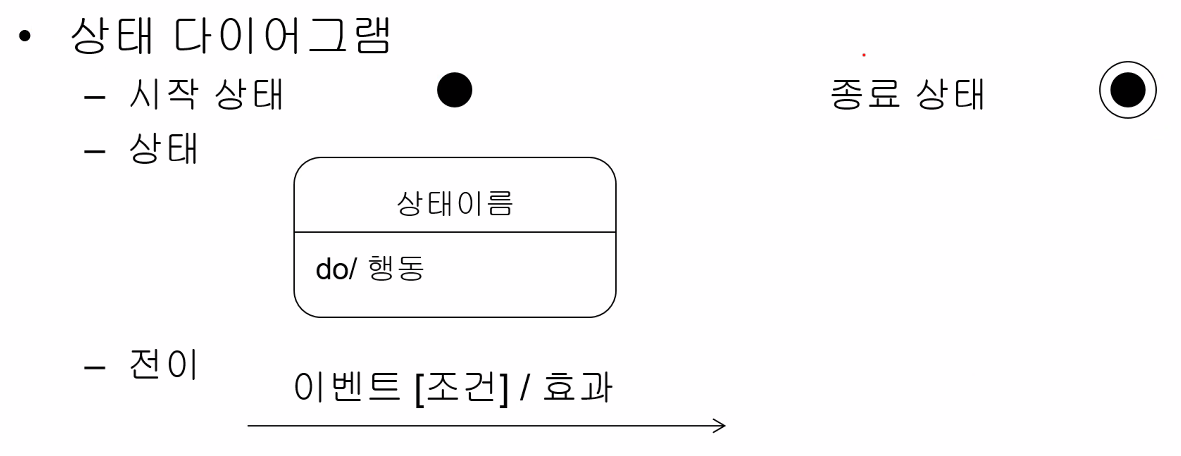 • 상태 다이어그램
– 시작 상태
종료 상태
– 상태
상태이름
do/ 행동
– 전이
이벤트 [조건] / 효과